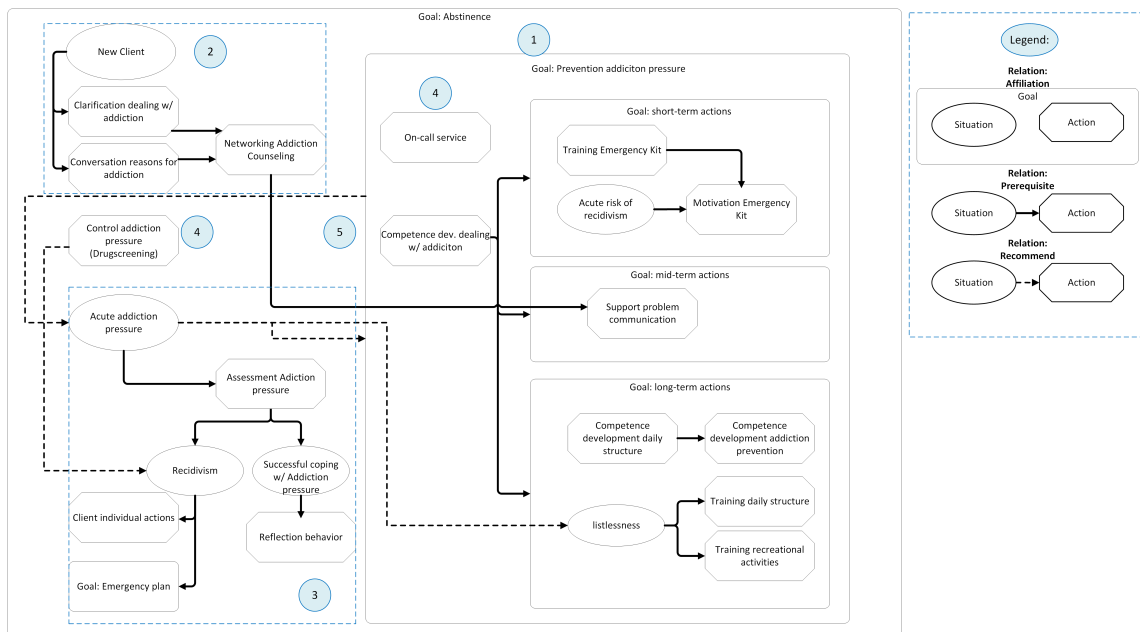 Goal: Abstinence
New Client
2
Clarification dealing w/
addiction
Conversation reasons for
addiction
Networking Addiction
Counseling
Control addiction
pressure
(Drugscreening)
4
5
Acute addiction
pressure
Assessment Adiction
pressure
Recidivism
Successful coping
w/ Addiction
pressure
Client individual actions
Reflection behavior
Goal: Emergency plan
3
1
Goal: Prevention addiciton pressure
4
On-call service
Competence dev. dealing
w/ addiciton
Goal: short-term actions
Training Emergency Kit
Acute risk of
recidivism
Motivation Emergency
Kit
Goal: mid-term actions
Support problem
communication
Goal: long-term actions
Competence
development daily
structure
Competence
development addiction
prevention
listlessness
Training daily structure
Training recreational
activities
Legend:
Relation:
Affiliation
Goal
Situation
Action
Relation:
Prerequisite
Situation
Action
Relation:
Recommend
Situation
Action